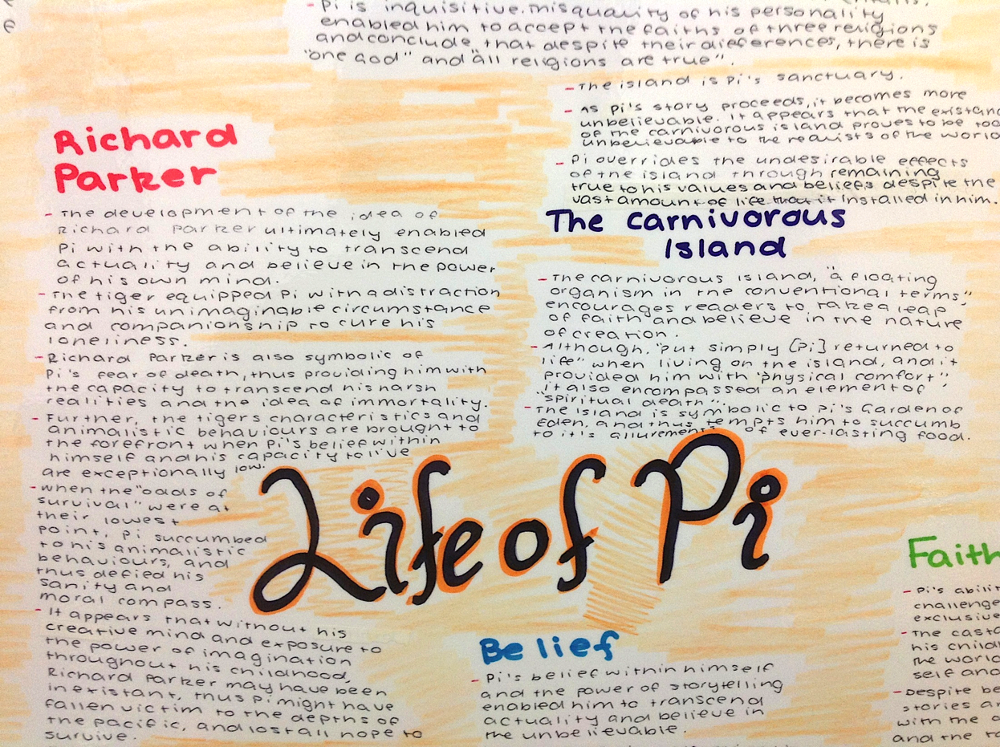 - Pi is inquisitive. This quality of his personality
enabled him to accept the faiths of three religions
and conclude, that despite their differences, there is
"one God" and "all religions are true".
- The island is Pi's sanctuary.
- As Pi's story proceeds, it becomes more
unbelievable. It appears that the existanc
of the carnivorous island proves to be too
unbelievable to the realists of the world
- Pi overrides the undesirable effects
of the island through remaining
true to his values and beliefs despite the
vast amount of life that it installed in him.
The Carnivorous
Island
- The carnivorous island, "a floating
organism in the conventional terms"
encourages readers to take a leap
of faith and believe in the nature
of creation.
- Although, "put simply [Pi] returned to
life" when living on the island, and it
provided him with "physical comfort"
it also encompassed an element of
"spiritual death".
- The island is symbolic to Pi's Garden of
Eden, and thus tempts him to succumb
to it's allurements of ever-lasting food.
Richard
Parker
- The development of the idea of
Richard Parker ultimately enabled
Pi with the ability to transcend
actuality and believe in the power
of his own mind.
- The tiger equipped Pi with a distraction
from his unimaginable circumstance
and companionship to cure his
loneliness.
- Richard Parker is also symbolic of
Pi's fear of death, thus providing him with
the capacity to transcend his harsh
realities and the idea of immortality.
- Further, the tigers characteristics and
animalistic behaviours are brought to
the forefront when Pi's belief within
himself and his capacity to live
are exceptionally low.
- When the "odds of
survival" were at
their lowest
point, Pi succumbed
to his animalistic
behaviours, and
thus defied his
sanity and
moral compass.
- It appears that without his
creative mind and exposure to
the power of imagination
throughout his childhood,
Richard Parker may have been
inexistant, thus Pi might have
fallen victim to the depths of
the pacific, and lost all hope to
survive.
Life of Pi
Belief
- Pi's belief within himself
and the power of storytelling
enabled him to transcend
actuality and believe in
the unbelievable.
Faith
- Pi's abilit
challenge
exclusive
- The casta
his child
the world
self and
- Despite be
stories ar
with the
and the